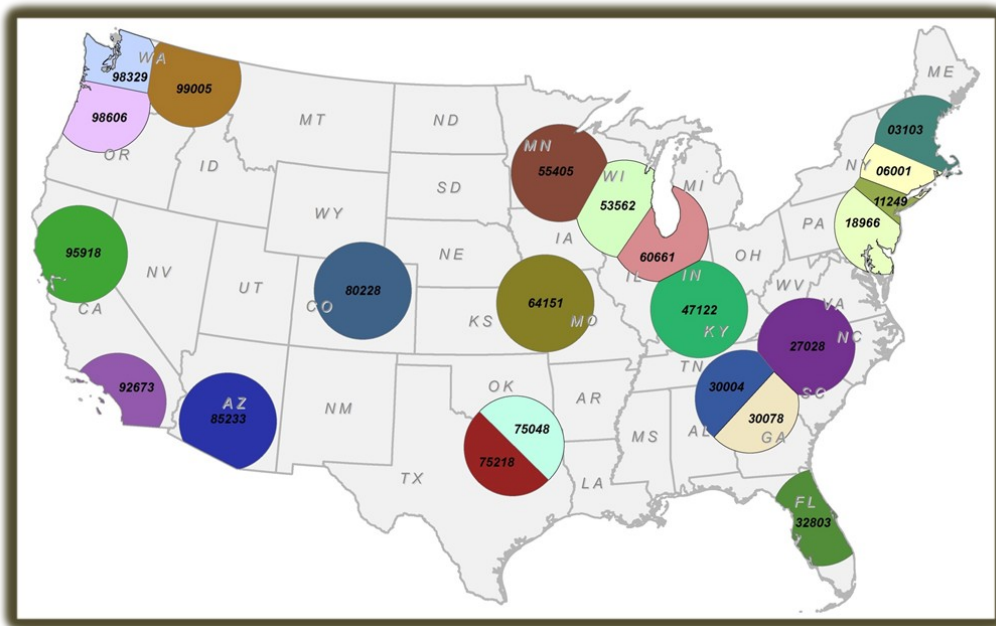 ME
WA
98329
99005
98606
OR
MT
ND
03103
MN
55405
ID
NY
06001
SD
WI
53562
MI
11249
WY
PA
18966
95918
NV
IA
60661
OH
NE
IL
IN
WV
UT
CO
80228
64151
MO
47122
KY
VA
CA
KS
NC
27028
92673
TN
30004
SC
OK
AR
AZ
85233
NM
75048
MS
AL
30078
GA
75218
TX
LA
FL
32803